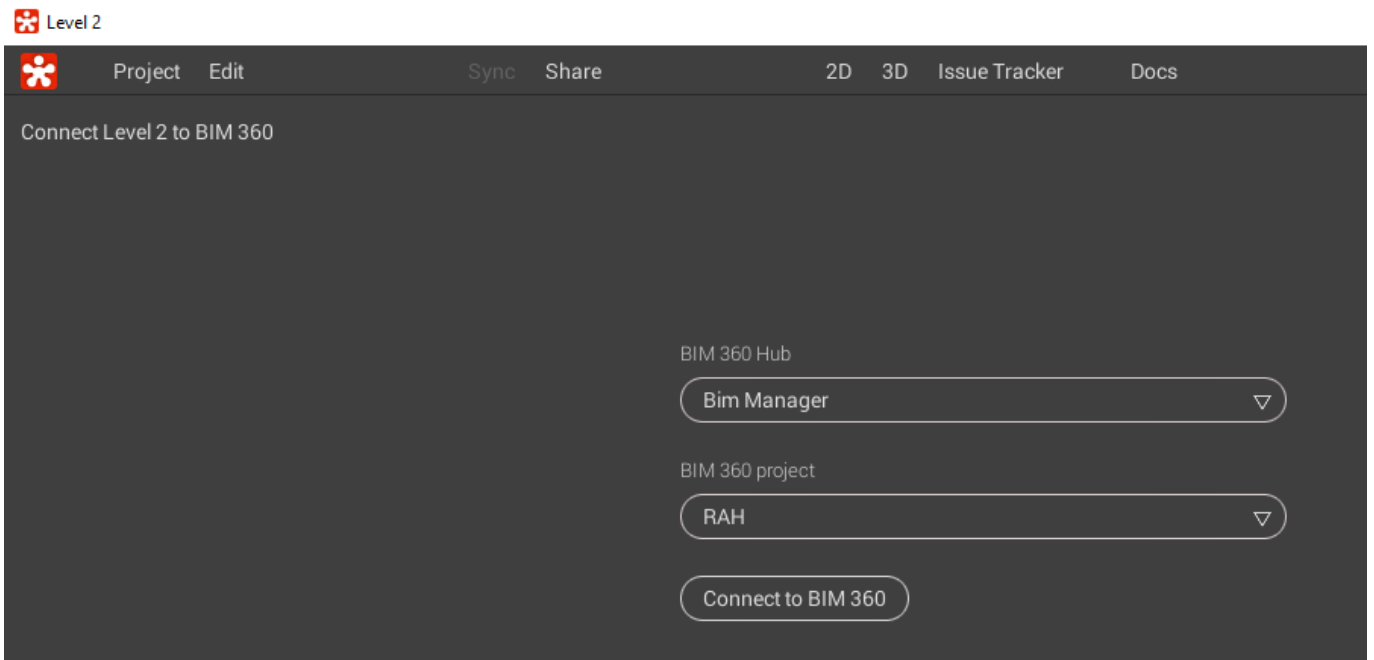 Level 2
Project Edit Sync Share 2D 3D Issue Tracker Docs
Connect Level 2 to BIM 360
BIM 360 Hub
Bim Manager
BIM 360 project
RAH
Connect to BIM 360